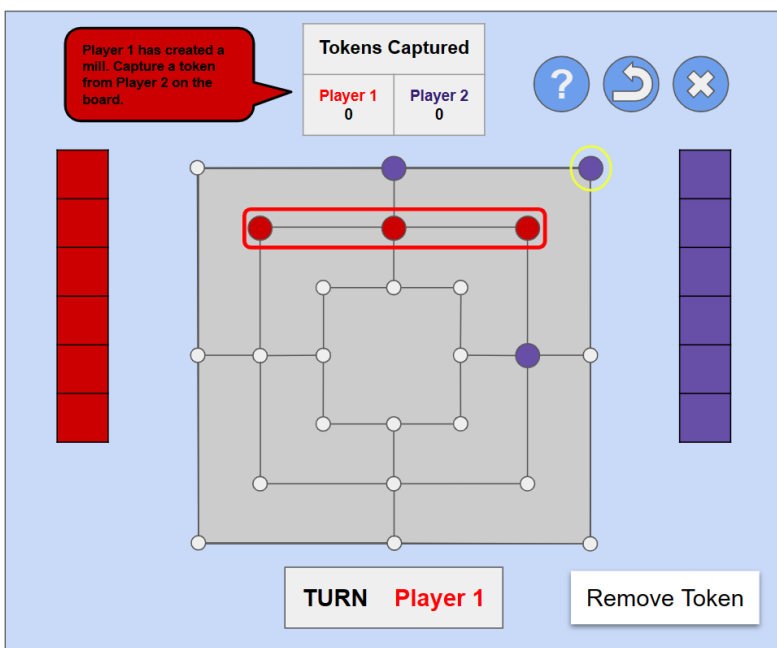 Player 1 has created a
mill. Capture a token
from Player 2 on the
board.
Tokens Captured
Player 1
0
Player 2
0
?
TURN Player 1
Remove Token